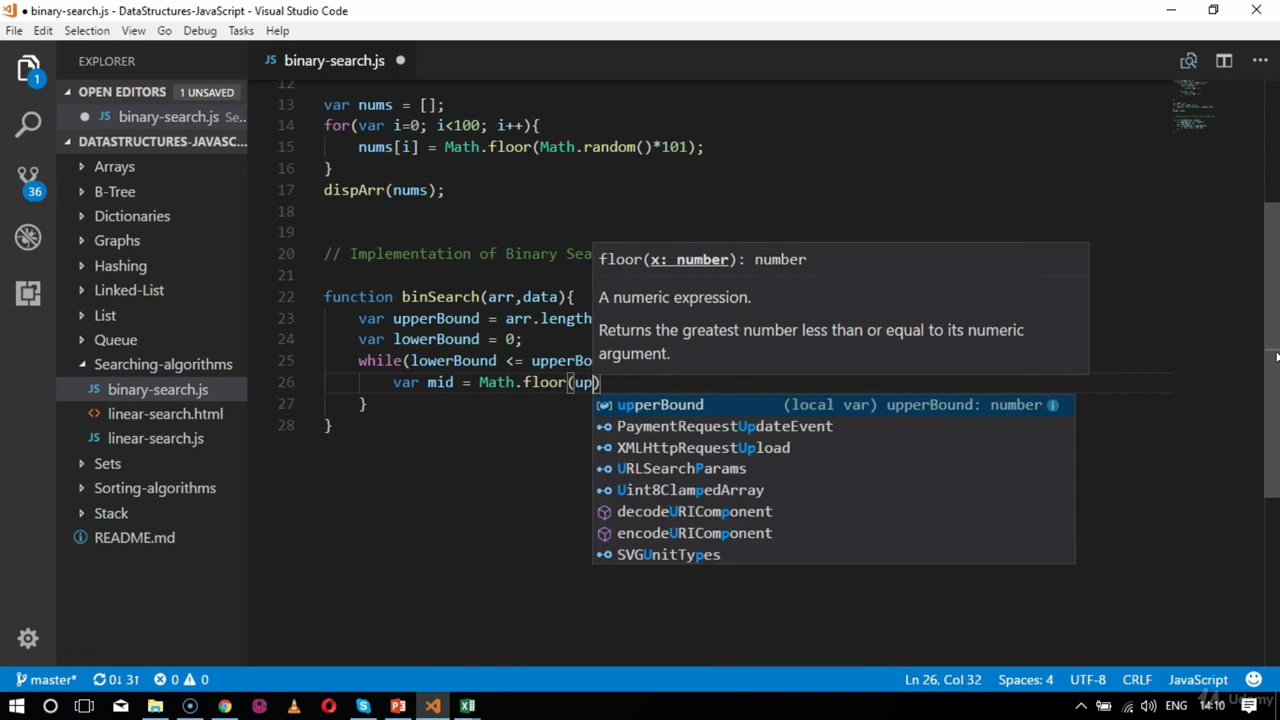 binary-search.js - DataStructures-JavaScript - Visual Studio Code
File Edit Selection View Go Debug Tasks Help
EXPLORER
JS binary-search.js
OPEN EDITORS 1 UNSAVED
JS binary-search.js Se...
DATASTRUCTURES-JAVASC...
Arrays
B-Tree
Dictionaries
Graphs
Hashing
Linked-List
List
Queue
Searching-algorithms
JS binary-search.js
<> linear-search.html
JS linear-search.js
Sets
Sorting-algorithms
Stack
README.md
1
36
12
13 var nums = [];
14 for(var i=0; i<100; i++){
15 nums[i] = Math.floor(Math.random()*101);
16 }
17 dispArr(nums);
18
19
20 // Implementation of Binary Sea
21
22 function binSearch(arr,data){
23 var upperBound = arr.length
24 var lowerBound = 0;
25 while(lowerBound <= upperBo
26 var mid = Math.floor(up)
27 }
28 }
floor(x: number): number
A numeric expression.
Returns the greatest number less than or equal to its numeric
argument.
upperBound (local var) upperBound: number
PaymentRequestUpdateEvent
XMLHttpRequestUpload
URLSearchParams
Uint8ClampedArray
decodeURIComponent
encodeURIComponent
SVGUnitTypes
master* 0↓ 3↑ 0 0 Ln 26, Col 32 Spaces: 4 UTF-8 CRLF JavaScript
ENG 14:10
Udemy